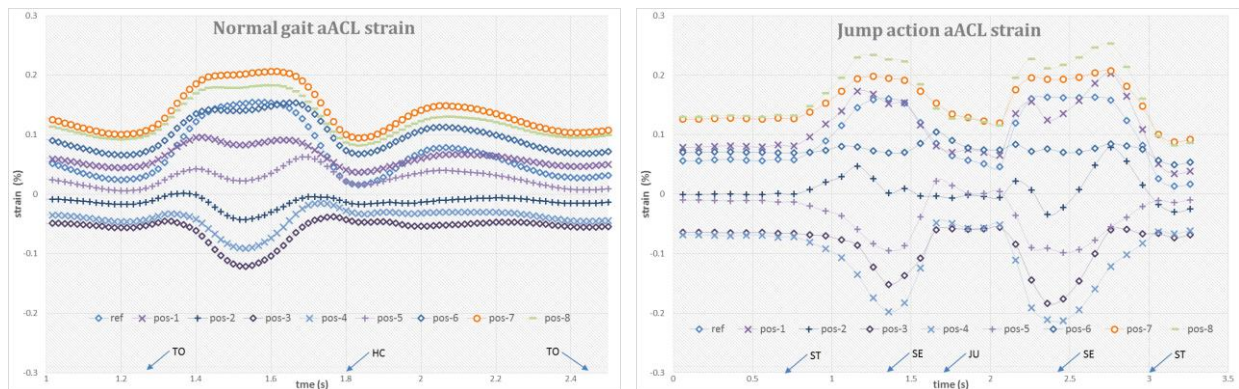 Normal gait aACL strain
0.3
0.2
0.1
0
-0.1
-0.2
-0.3
strain (%)
ref pos-1 pos-2 pos-3 pos-4 pos-5 pos-6 pos-7 pos-8
TO HC TO
1 1.2 1.4 1.6 1.8 2 2.2 2.4
tme (s)
Jump action aACL strain
0.3
0.2
0.1
0
-0.1
-0.2
-0.3
strain (%)
ref pos-1 pos-2 pos-3 pos-4 pos-5 pos-6 pos-7 pos-8
ST SE JU SE ST
0 0.5 1 1.5 2 2.5 3 3.5
time (s)